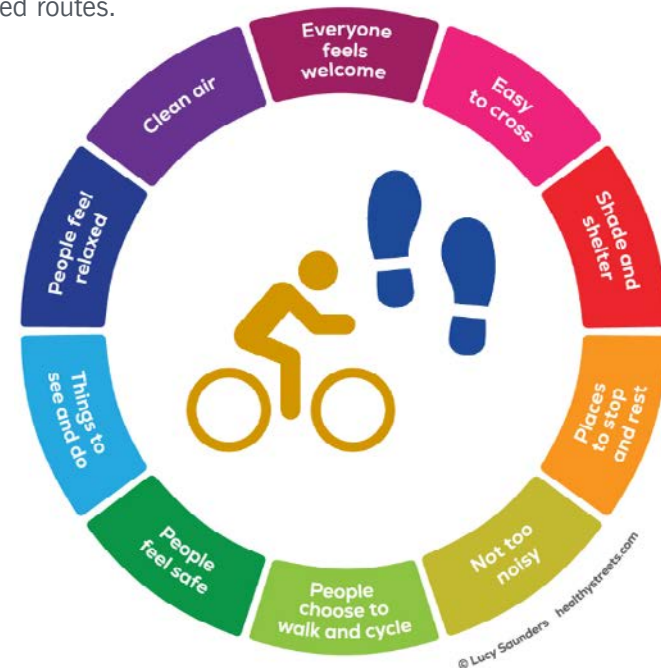 ed routes.
Everyone
feels
welcome
Easy
to cross
Shade and
shelter
Places
to stop
and rest
Not too
noisy
People
choose to
walk and cycle
People
feel safe
Things to
see and do
People feel
relaxed
Clean air
© Lucy Saunders healthystreets.com